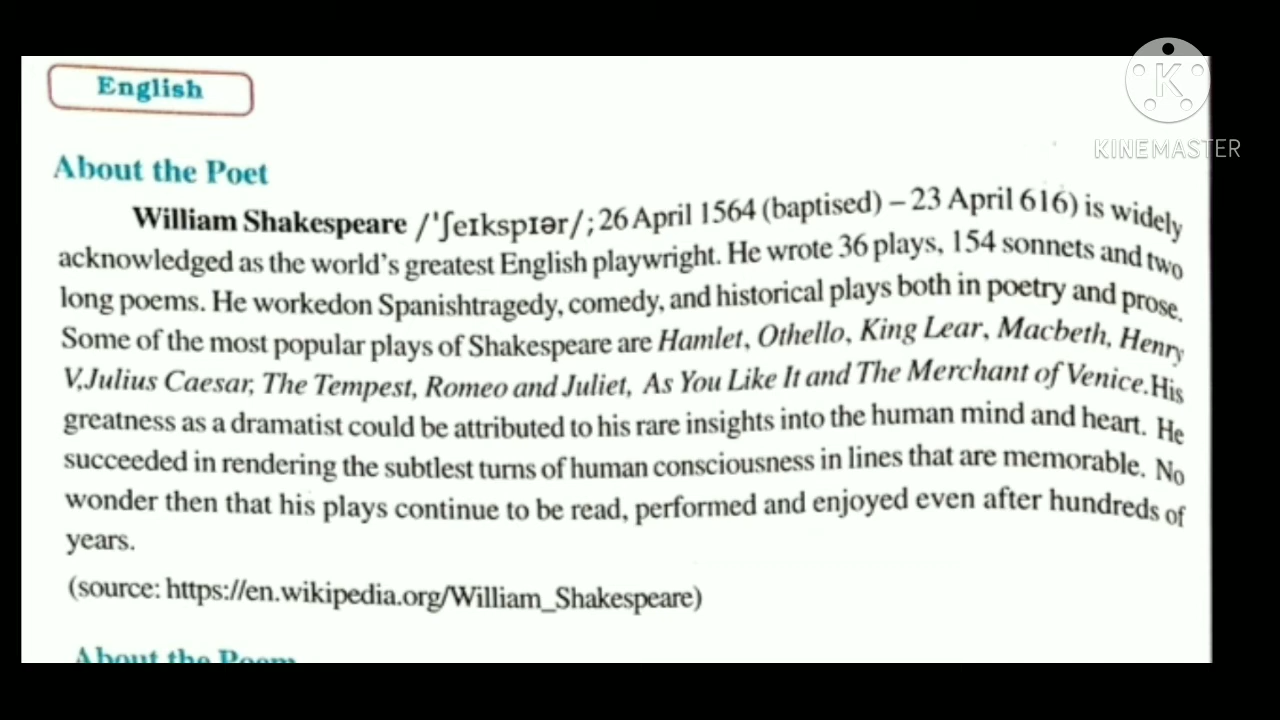 English
KINEMASTER
About the Poet
William Shakespeare /ˈʃeɪkspɪər/; 26 April 1564 (baptised) – 23 April 616) is widely
acknowledged as the world's greatest English playwright. He wrote 36 plays, 154 sonnets and two
long poems. He workedon Spanishtragedy, comedy, and historical plays both in poetry and prose.
Some of the most popular plays of Shakespeare are Hamlet, Othello, King Lear, Macbeth, Henry
V,Julius Caesar, The Tempest, Romeo and Juliet, As You Like It and The Merchant of Venice.His
greatness as a dramatist could be attributed to his rare insights into the human mind and heart. He
succeeded in rendering the subtlest turns of human consciousness in lines that are memorable. No
wonder then that his plays continue to be read, performed and enjoyed even after hundreds of
years.
(source: https://en.wikipedia.org/William_Shakespeare)
About the Poem